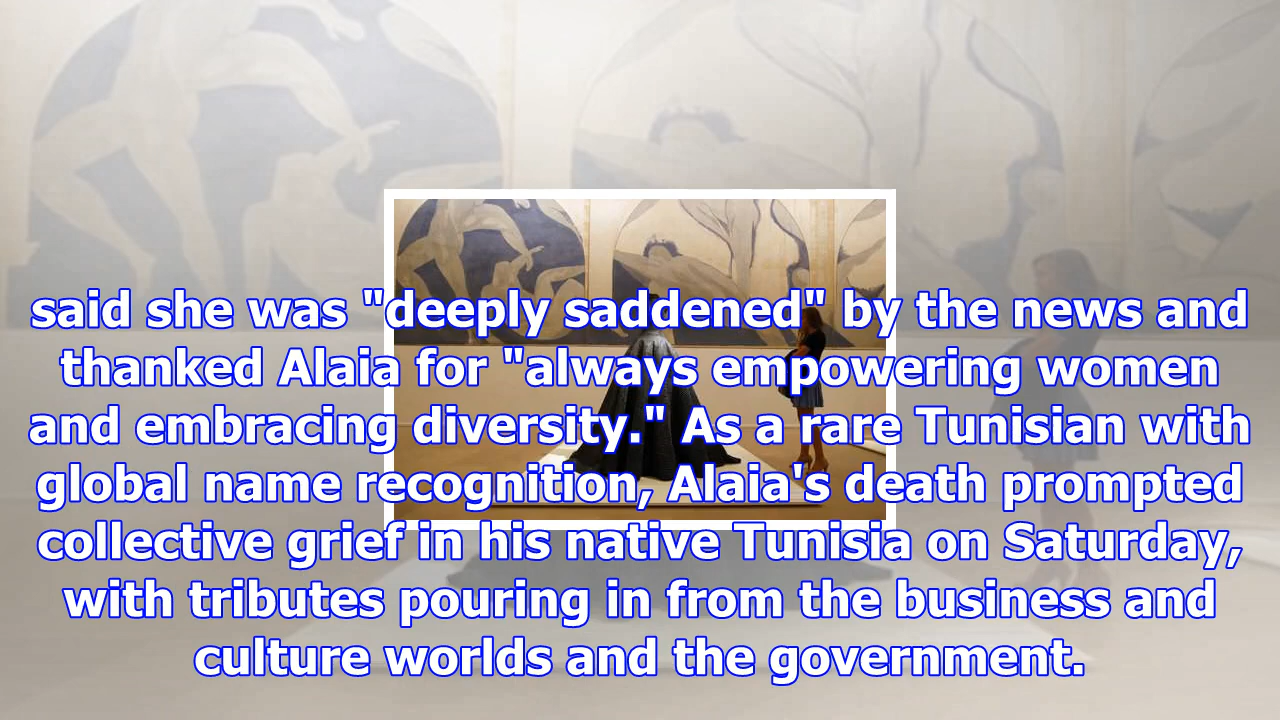 said she was "deeply saddened" by the news and
thanked Alaia for "always empowering women
and embracing diversity." As a rare Tunisian with
global name recognition, Alaia's death prompted
collective grief in his native Tunisia on Saturday,
with tributes pouring in from the business and
culture worlds and the government.